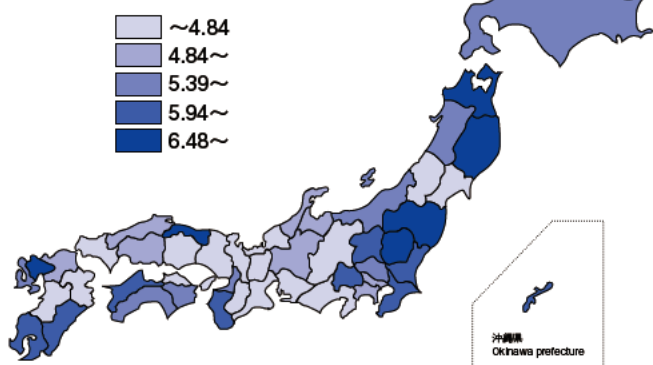 ～4.84
4.84～
5.39～
5.94～
6.48～
沖縄県
Okinawa prefecture